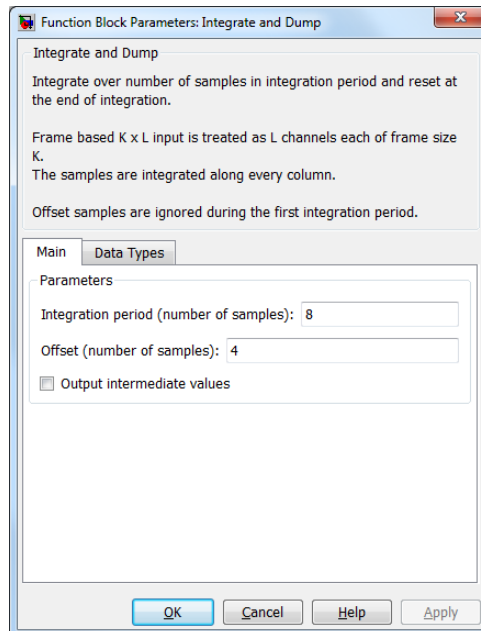 Function Block Parameters: Integrate and Dump
x
Integrate and Dump
Integrate over number of samples in integration period and reset at
the end of integration.
Frame based K x L input is treated as L channels each of frame size
K.
The samples are integrated along every column.
Offset samples are ignored during the first integration period.
Main Data Types
Parameters
Integration period (number of samples): 8
Offset (number of samples): 4
Output intermediate values
OK Cancel Help Apply